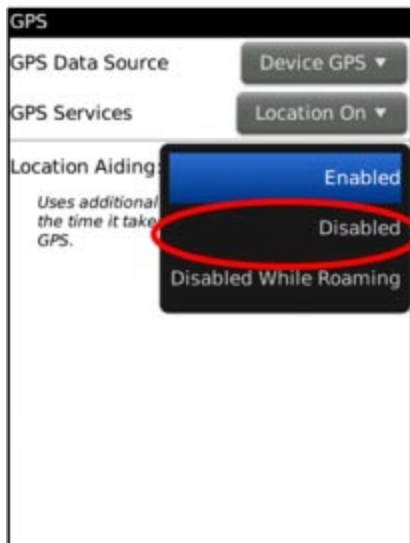 GPS
GPS Data Source Device GPS ▼
GPS Services Location On ▼
Location Aiding:
Enabled
Uses additional
the time it take
Disabled
GPS.
Disabled While Roaming